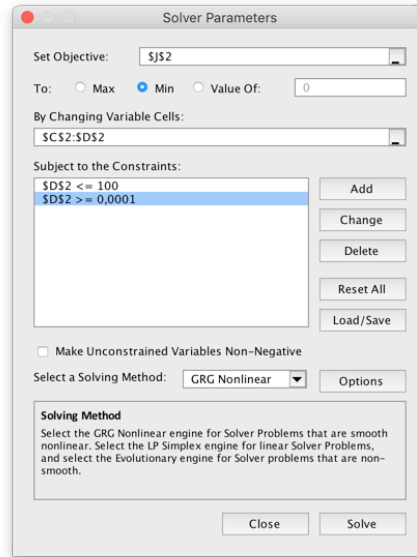 Solver Parameters
Set Objective: $J$2
To: Max Min Value Of: 0
By Changing Variable Cells:
$C$2:$D$2
Subject to the Constraints:
$D$2 <= 100
$D$2 >= 0,0001
Add
Change
Delete
Reset All
Load/Save
Make Unconstrained Variables Non-Negative
Select a Solving Method: GRG Nonlinear Options
Solving Method
Select the GRG Nonlinear engine for Solver Problems that are smooth
nonlinear. Select the LP Simplex engine for linear Solver Problems,
and select the Evolutionary engine for Solver problems that are non-
smooth.
Close Solve